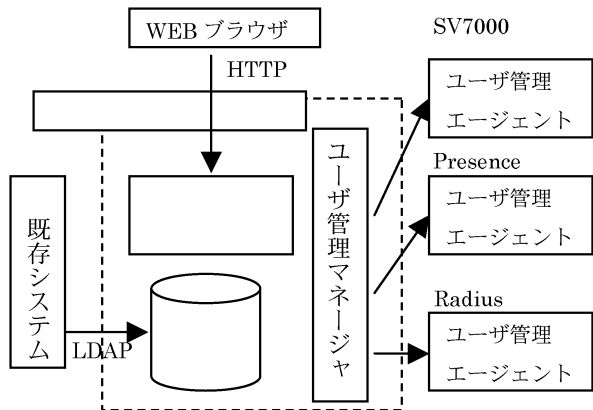 WEB ブラウザ
HTTP
既存システム
LDAP
ユーザ管理マネージャ
SV7000
ユーザ管理
エージェント
Presence
ユーザ管理
エージェント
Radius
ユーザ管理
エージェント